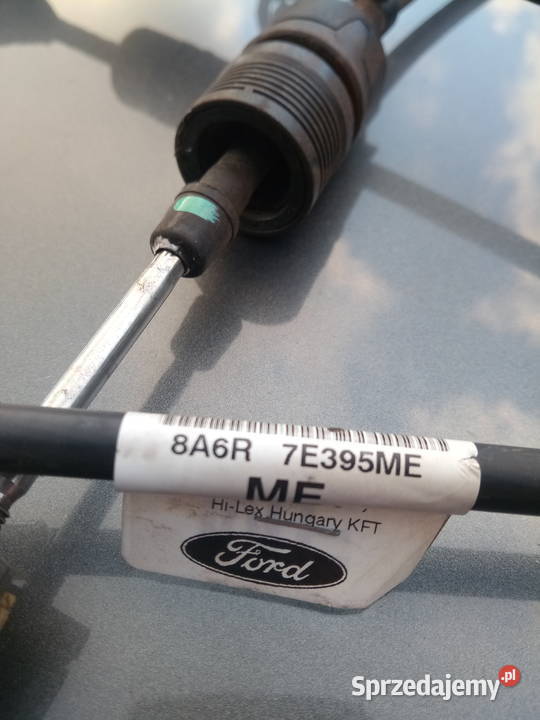 8A6R 7E395ME
ME
Hi-Lex Hungary KFT
Ford
Sprzedajemy.pl